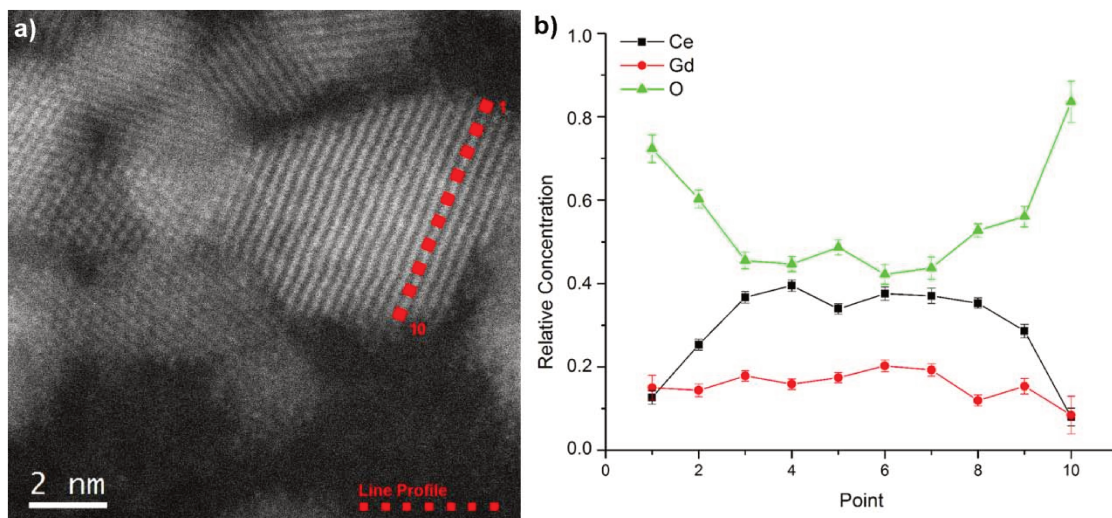 a)
1
10
2 nm
Line Profile
b)
Ce
Gd
O
1.0
0.8
0.6
0.4
0.2
0.0
0 2 4 6 8 10
Relative Concentration
Point